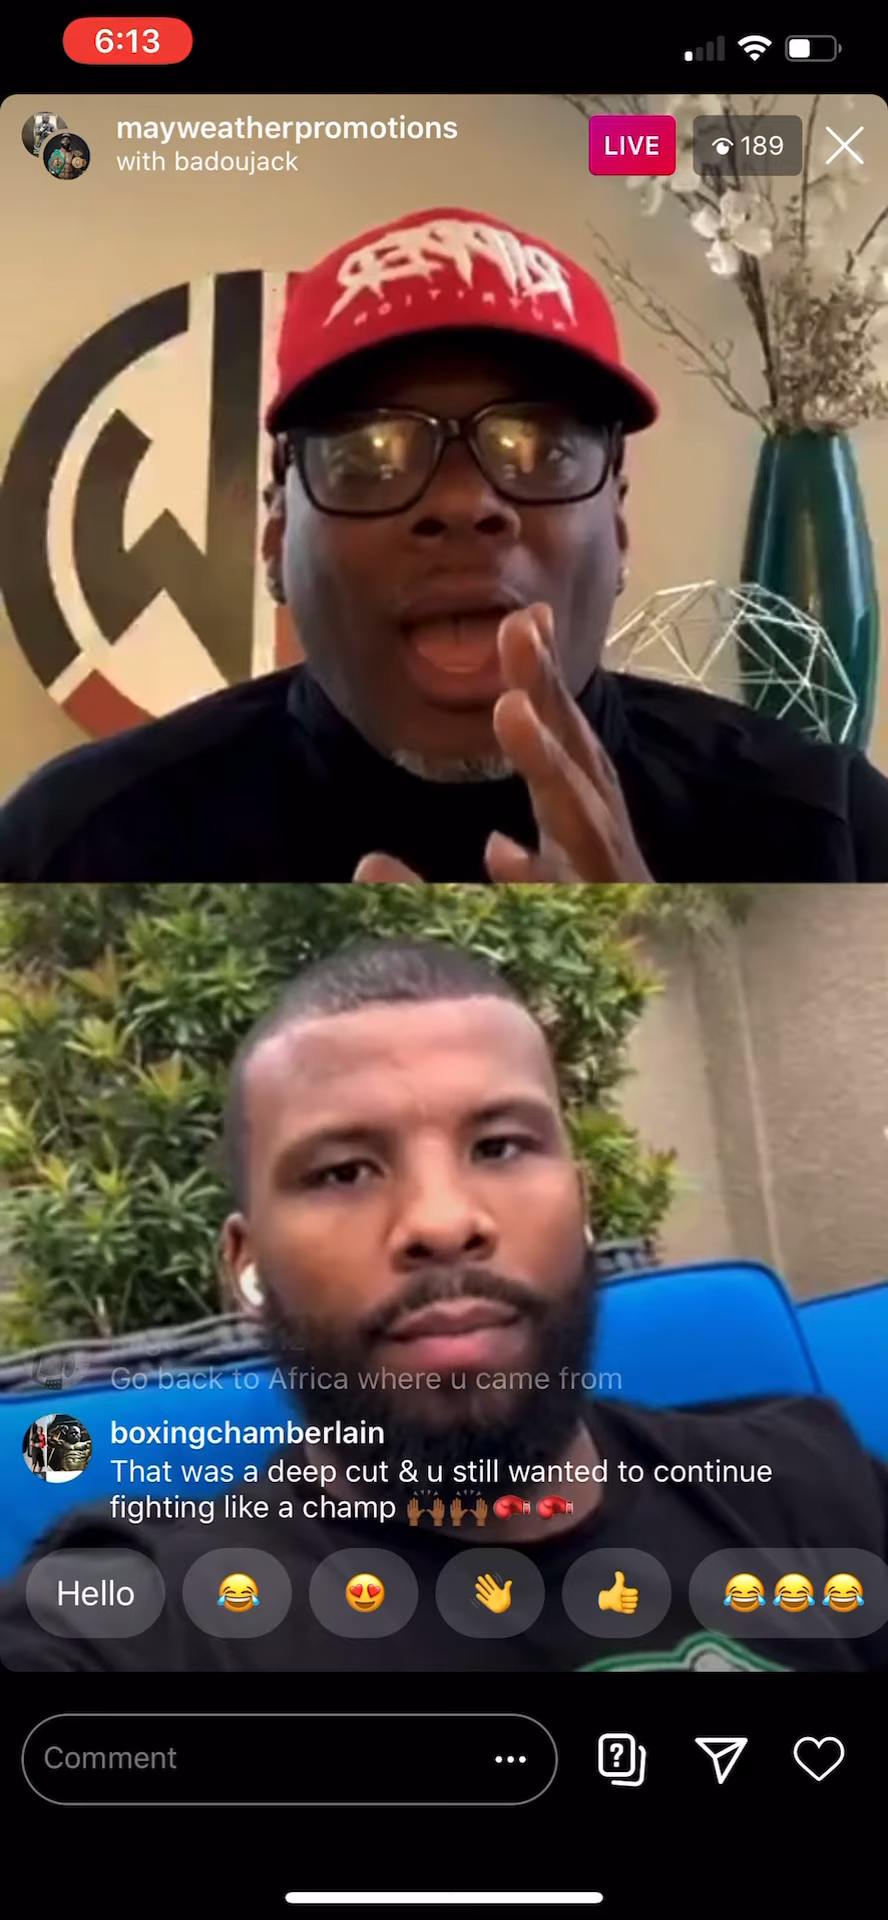 6:13
mayweatherpromotions
with badoujack
LIVE
189
Go back to Africa where u came from
boxingchamberlain
That was a deep cut & u still wanted to continue
fighting like a champ 🙌🏾🙌🏾🥊🥊
Hello
Comment